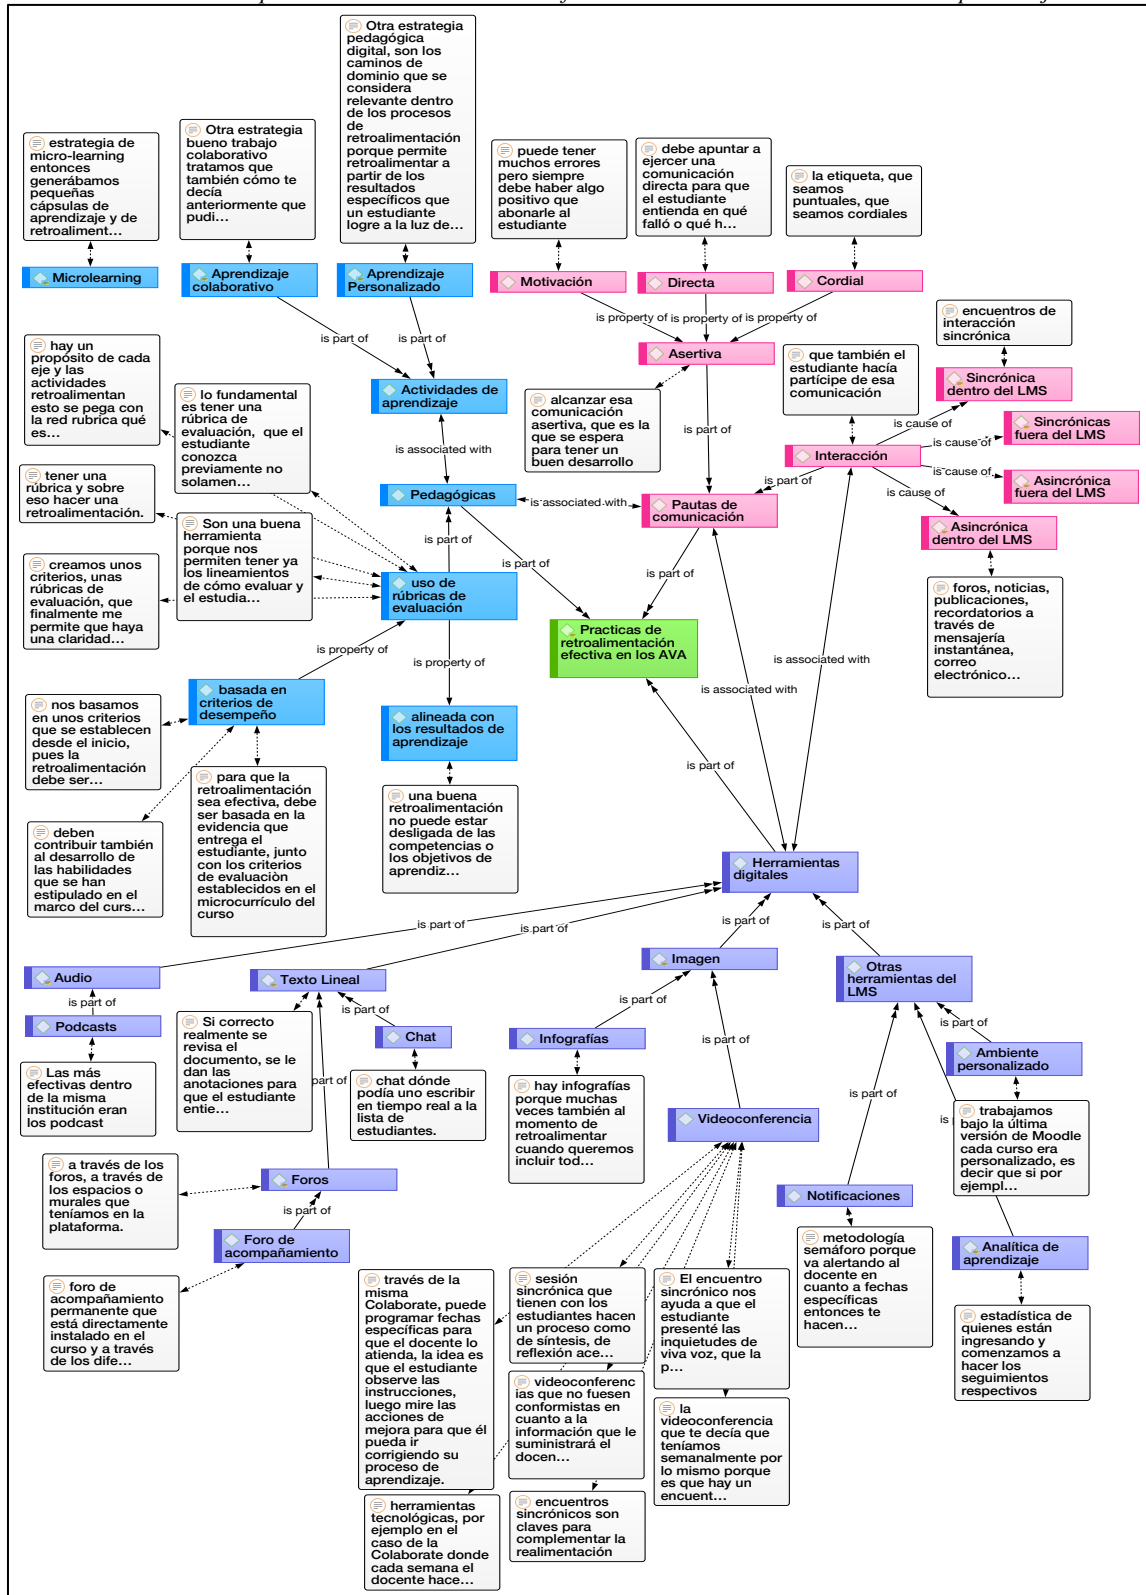 Otra estrategia
pedagógica
digital, son los
caminos de
dominio que se
considera
relevante dentro
de los procesos
de
retroalimentación
porque permite
retroalimentar a
partir de los
resultados
específicos que
un estudiante
logre a la luz de...
estrategia de
micro-learning
entonces
generábamos
pequeñas
cápsulas de
aprendizaje y de
retroaliment...
Otra estrategia
bueno trabajo
colaborativo
tratamos que
también cómo te
decía
anteriormente que
pudi...
puede tener
muchos errores
pero siempre
debe haber algo
positivo que
abonarle al
estudiante
debe apuntar a
ejercer una
comunicación
directa para que
el estudiante
entienda en qué
falló o qué h...
la etiqueta, que
seamos
puntuales, que
seamos cordiales
Microlearning
Aprendizaje
colaborativo
Aprendizaje
Personalizado
Motivación
Directa
Cordial
is part of
is part of
is property of
is property of
is property of
encuentros de
interacción
sincrónica
hay un
propósito de cada
eje y las
actividades
retroalimentan
esto se pega con
la red rubrica qué
es...
lo fundamental
es tener una
rúbrica de
evaluación, que el
estudiante
conozca
previamente no
solamen...
Actividades de
aprendizaje
Asertiva
alcanzar esa
comunicación
asertiva, que es la
que se espera
para tener un
buen desarrollo
que también el
estudiante hacía
partícipe de esa
comunicación
Sincrónica
dentro del LMS
Sincrónicas
fuera del LMS
is cause of
is cause of
is part of
is associated with
Interacción
is cause of
Asincrónica
fuera del LMS
is part of
is cause of
tener una
rúbrica y sobre
eso hacer una
retroalimentación.
Pedagógicas
is associated with
Pautas de
comunicación
Asincrónica
dentro del LMS
Son una buena
herramienta
porque nos
permiten tener ya
los lineamientos
de cómo evaluar y
el estudia...
is part of
is part of
creamos unos
criterios, unas
rúbricas de
evaluación, que
finalmente me
permite que haya
una claridad...
uso de
rúbricas de
evaluación
foros, noticias,
publicaciones,
recordatorios a
través de
mensajería
instantánea,
correo
electrónico...
Practicas de
retroalimentación
efectiva en los AVA
is property of
is property of
is associated with
is associated with
basada en
criterios de
desempeño
nos basamos
en unos criterios
que se establecen
desde el inicio,
pues la
retroalimentación
debe ser...
alineada con
los resultados de
aprendizaje
is part of
para que la
retroalimentación
sea efectiva, debe
ser basada en la
evidencia que
entrega el
estudiante, junto
con los criterios
de evaluaciòn
establecidos en el
microcurrículo del
curso
una buena
retroalimentación
no puede estar
desligada de las
competencias o
los objetivos de
aprendiz...
deben
contribuir también
al desarrollo de
las habilidades
que se han
estipulado en el
marco del curs...
Herramientas
digitales
is part of
is part of
is part of
is part of
Audio
Texto Lineal
Imagen
Otras
herramientas del
LMS
is part of
is part of
Podcasts
Chat
Infografías
is part of
is part of
Las más
efectivas dentro
de la misma
institución eran
los podcast
Si correcto
realmente se
revisa el
documento, se le
dan las
anotaciones para
que el estudiante
entie...
part of
chat dónde
podía uno escribir
en tiempo real a la
lista de
estudiantes.
hay infografías
porque muchas
veces también al
momento de
retroalimentar
cuando queremos
incluir tod...
Ambiente
personalizado
is part of
is
Videoconferencia
trabajamos
bajo la última
versión de Moodle
cada curso era
personalizado, es
decir que si por
ejempl...
a través de los
foros, a través de
los espacios o
murales que
teníamos en la
plataforma.
Foros
is part of
Foro de
acompañamiento
Notificaciones
metodología
semáforo porque
va alertando al
docente en
cuanto a fechas
específicas
entonces te
hacen...
Analítica de
aprendizaje
foro de
acompañamiento
permanente que
está directamente
instalado en el
curso y a través
de los dife...
través de la
misma
Colaborate, puede
programar fechas
específicas para
que el docente lo
atienda, la idea es
que el estudiante
observe las
instrucciones,
luego mire las
acciones de
mejora para que él
pueda ir
corrigiendo su
proceso de
aprendizaje.
sesión
sincrónica que
tienen con los
estudiantes hacen
un proceso como
de síntesis, de
reflexión ace...
El encuentro
sincrónico nos
ayuda a que el
estudiante
presenté las
inquietudes de
viva voz, que la
p...
estadística de
quienes están
ingresando y
comenzamos a
hacer los
seguimientos
respectivos
videoconferenc
ias que no fuesen
conformistas en
cuanto a la
información que le
suministrará el
docen...
la
videoconferencia
que te decía que
teníamos
semanalmente por
lo mismo porque
es que hay un
encuent...
herramientas
tecnológicas, por
ejemplo en el
caso de la
Colaborate donde
cada semana el
docente hace...
encuentros
sincrónicos son
claves para
complementar la
realimentación